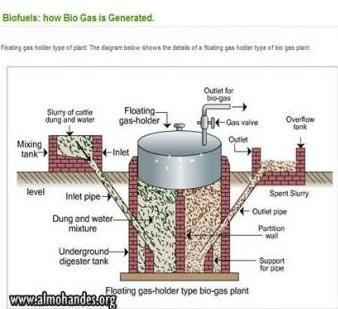 Biofuels: how Bio Gas is Generated.
Floating gas holder type of plant: The diagram below shows the details of a floating gas holder type of bio gas plant.
Outlet for
bio-gas
Slurry of cattle
dung and water
Floating
gas-holder
Gas valve
Overflow
tank
Outlet
Mixing
tank
Inlet
level
Inlet pipe
Spent Slurry
Outlet pipe
Dung and water
mixture
Partition
wall
Underground
digester tank
Support
for pipe
Floating gas-holder type bio-gas plant
www.almohandes.org